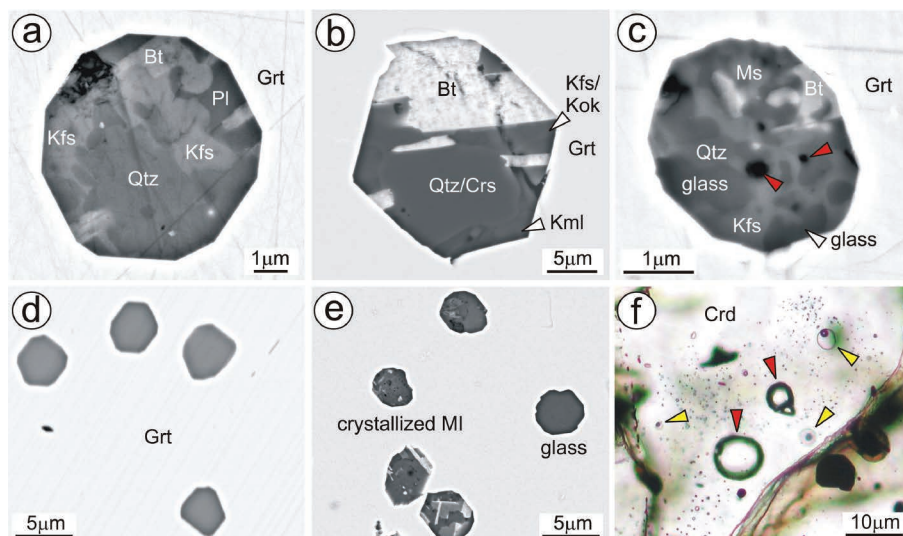 a
Bt
Grt
Pl
Kfs
Kfs
Qtz
1μm
b
Bt
Kfs/
Kok
Grt
Qtz/Crs
Kml
5μm
c
Ms
Bt
Grt
Qtz
glass
Kfs
glass
1μm
d
Grt
5μm
e
crystallized MI
glass
5μm
f
Crd
10μm